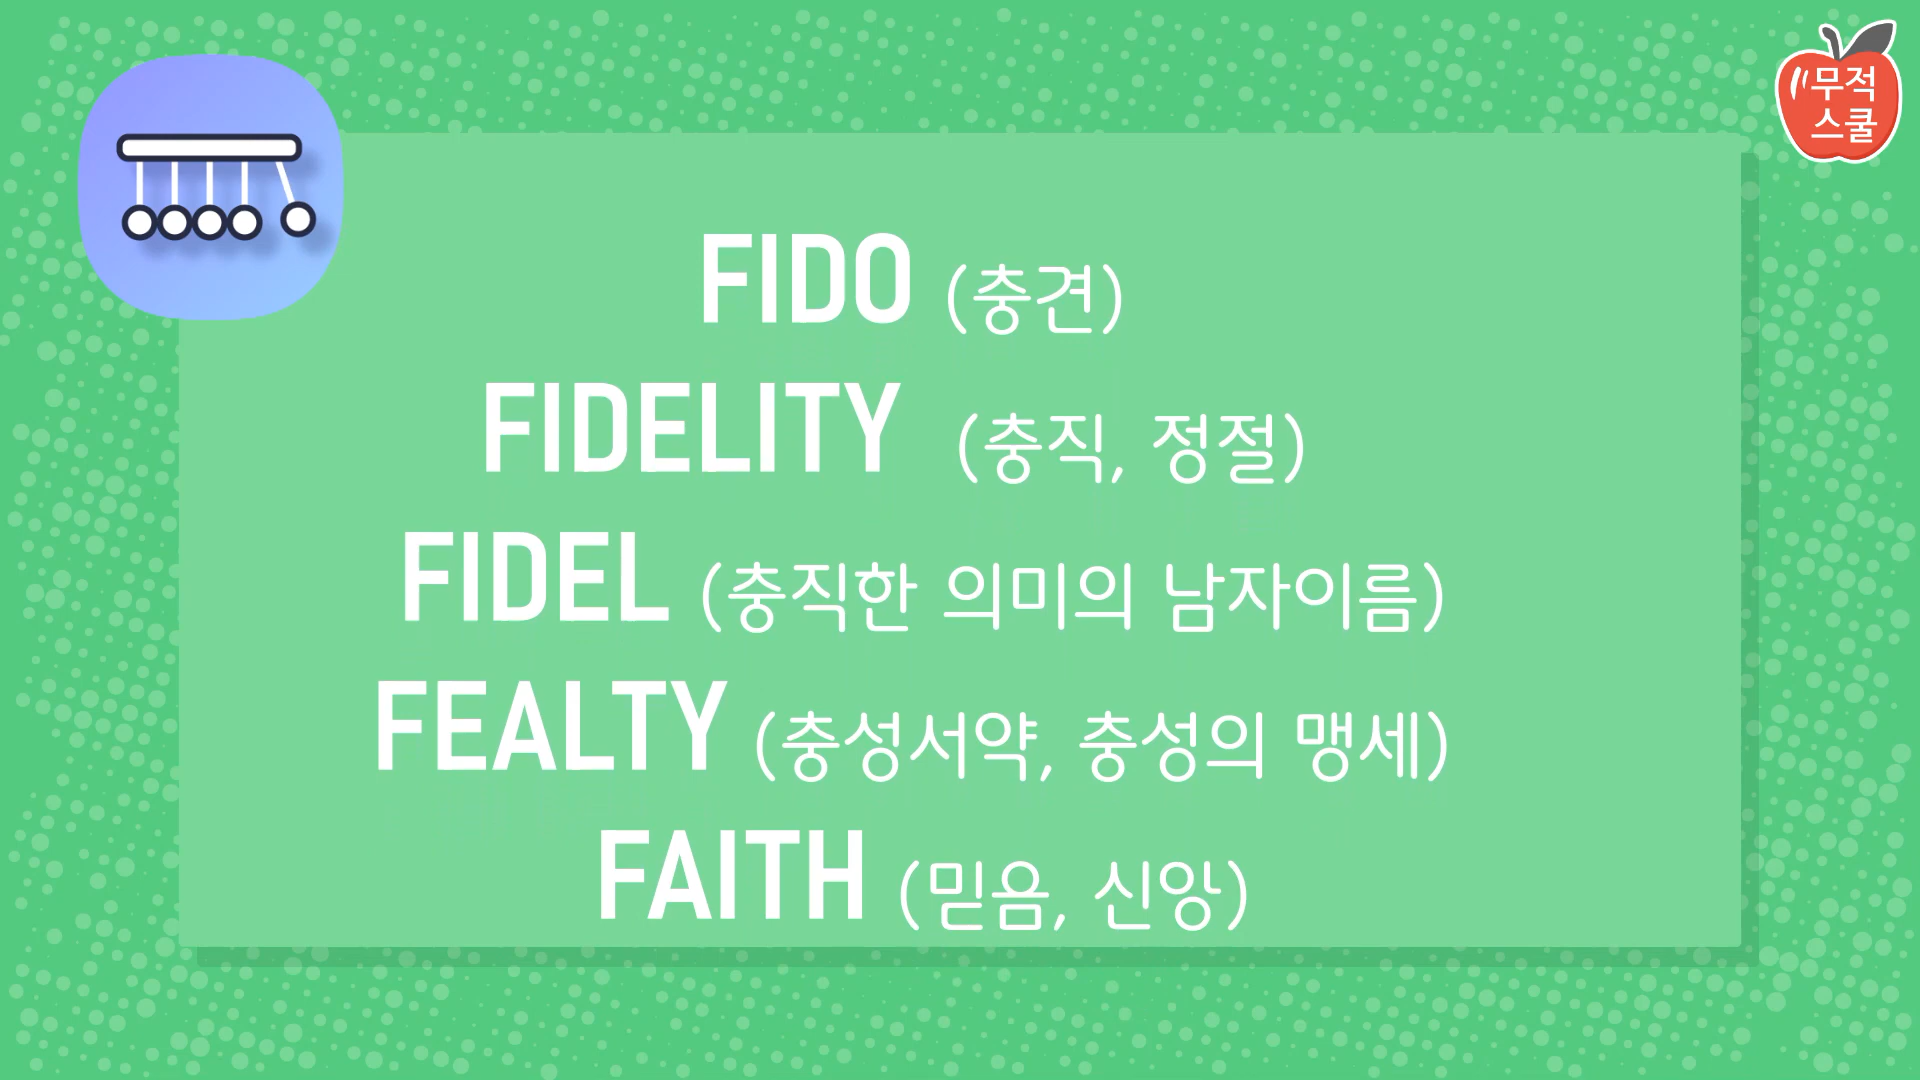 무적
스쿨
FIDO (충견)
FIDELITY (충직, 정절)
FIDEL (충직한 의미의 남자이름)
FEALTY (충성서약, 충성의 맹세)
FAITH (믿음, 신앙)